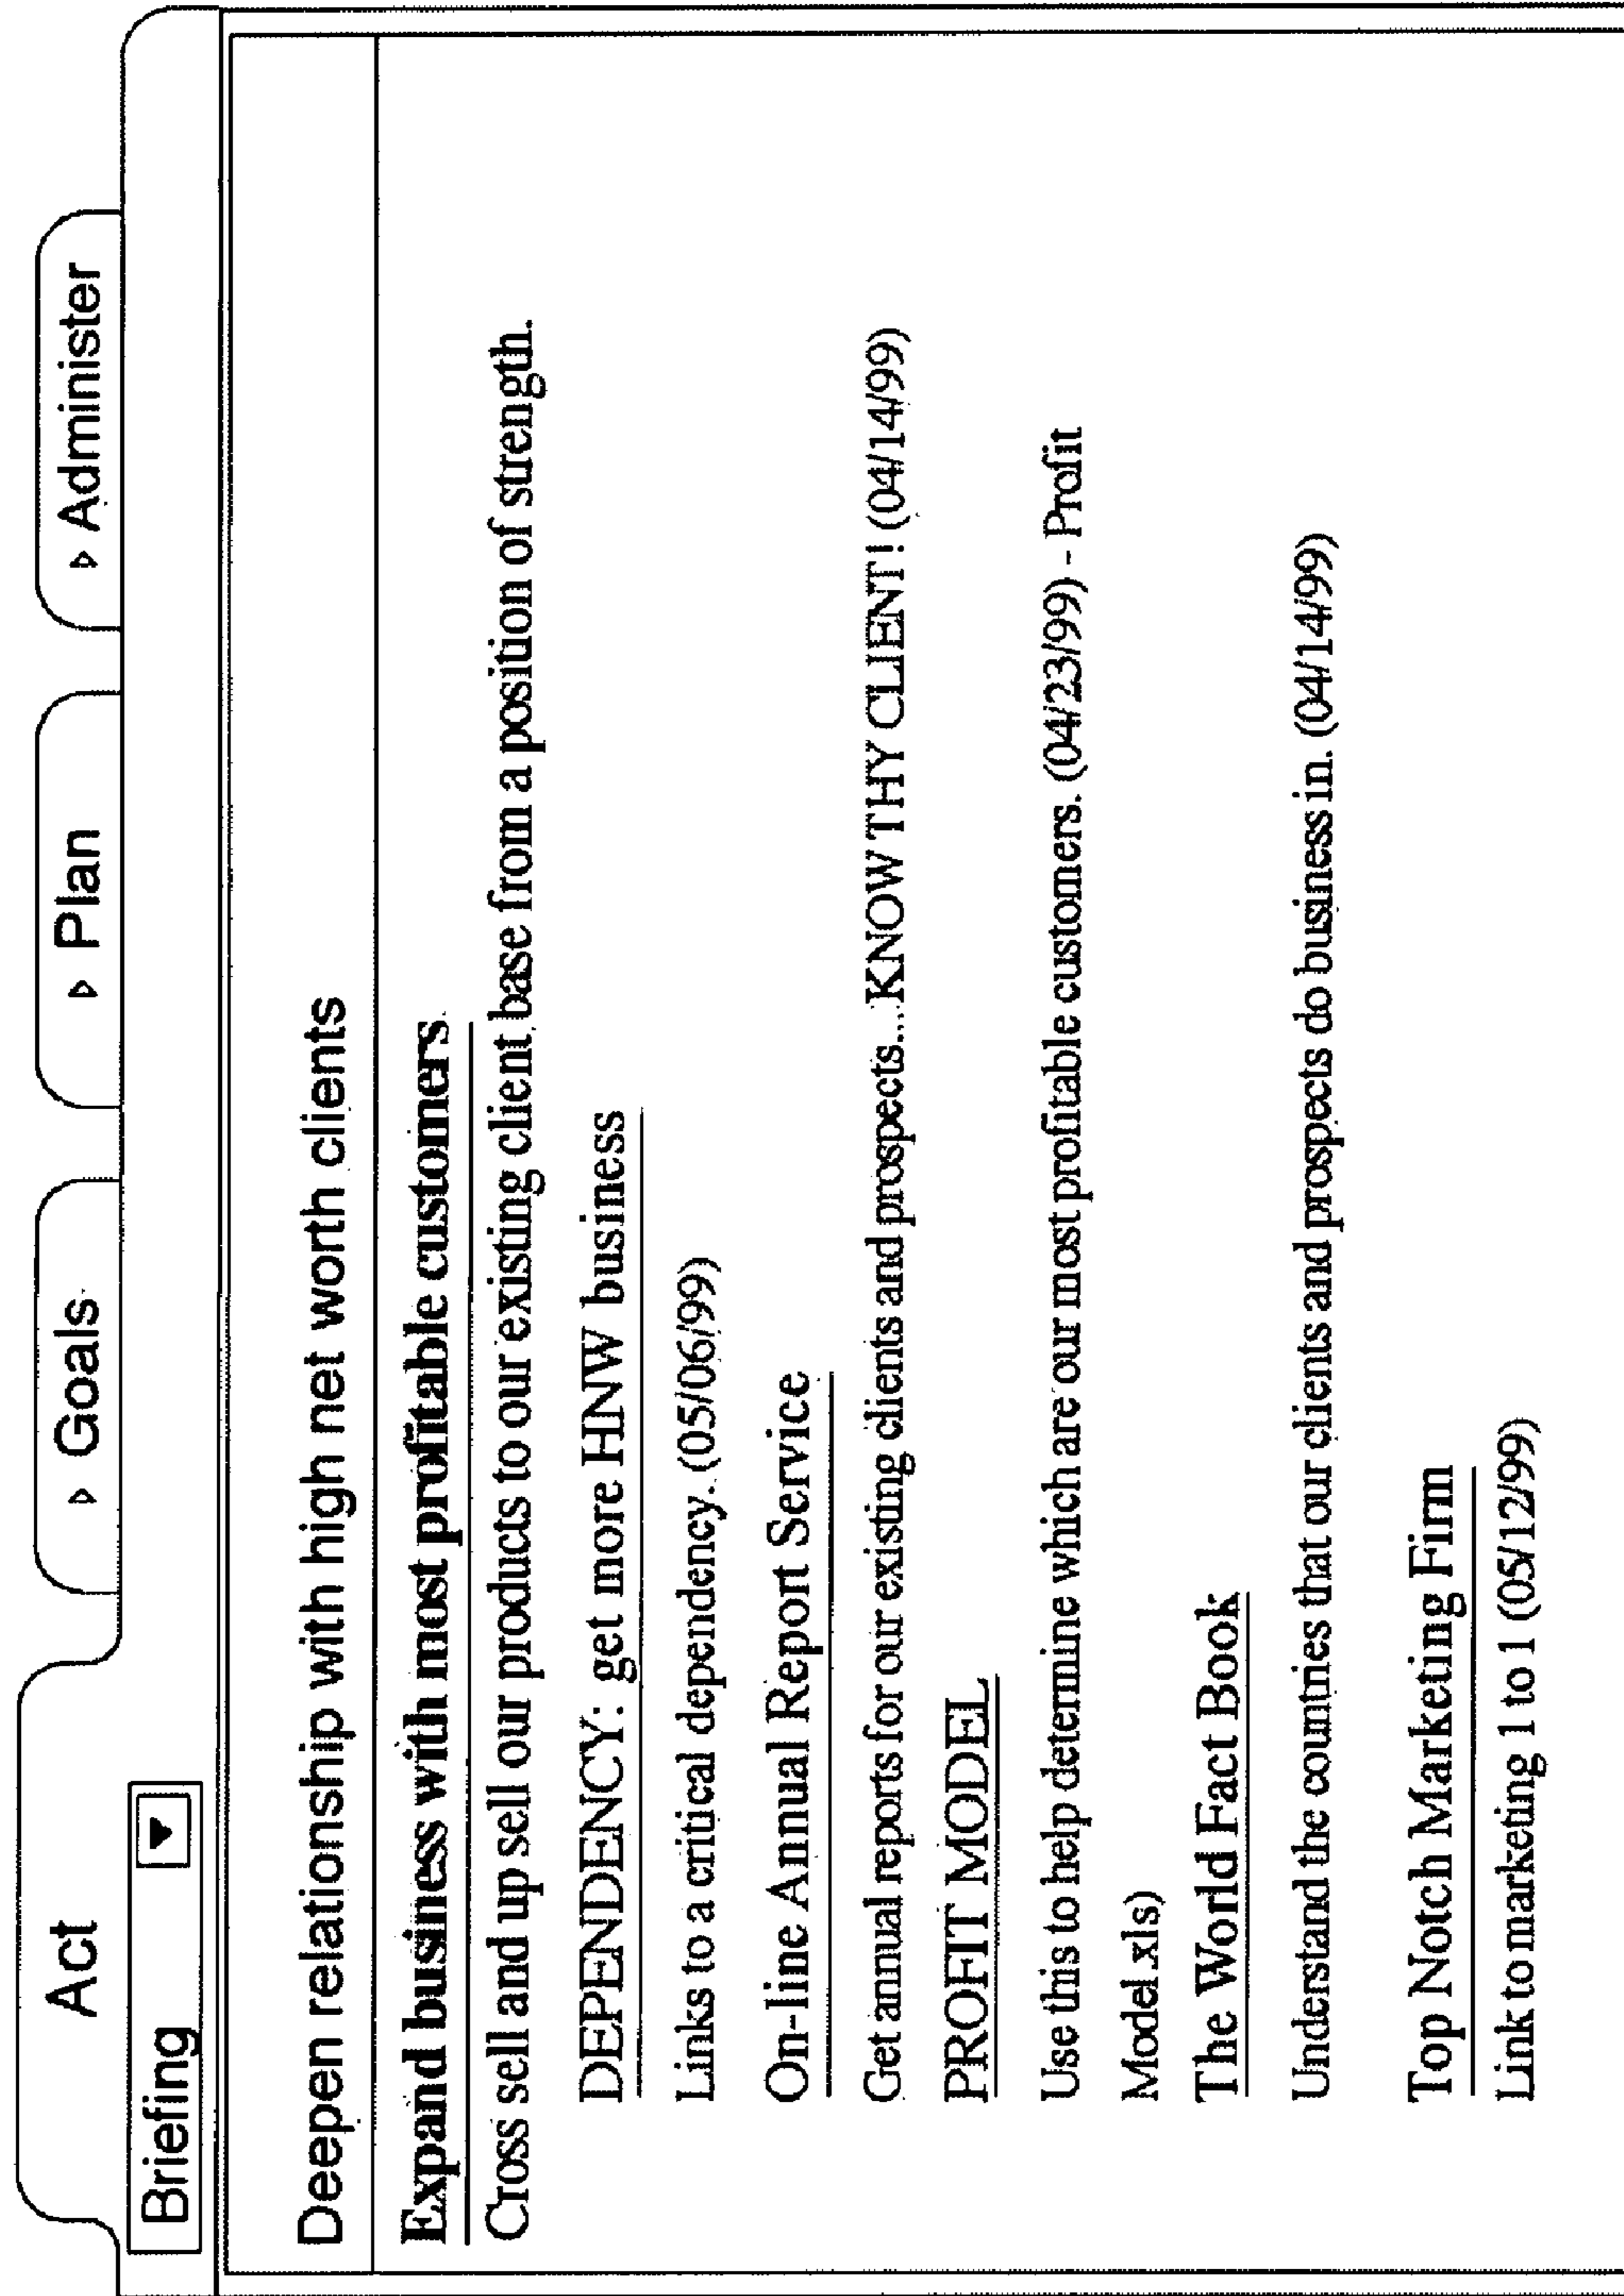 Act
▹ Goals
▹ Plan
▹ Administer
Briefing
Deepen relationship with high net worth clients
Expand business with most profitable customers
Cross sell and up sell our products to our existing client base from a position of strength.
DEPENDENCY: get more HNW business
Links to a critical dependency. (05/06/99)
On-line Annual Report Service
Get annual reports for our existing clients and prospects...KNOW THY CLIENT! (04/14/99)
PROFIT MODEL
Use this to help determine which are our most profitable customers. (04/23/99) - Profit
Model.xls)
The World Fact Book
Understand the countries that our clients and prospects do business in. (04/14/99)
Top Notch Marketing Firm
Link to marketing 1 to 1 (05/12/99)